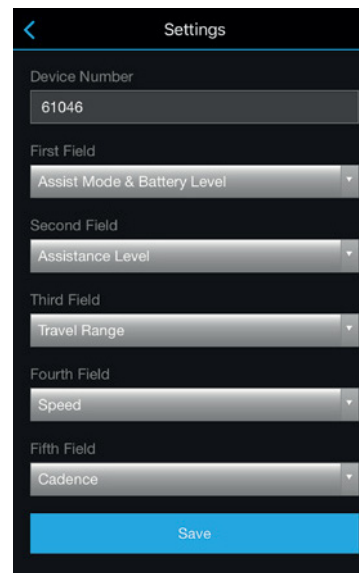 Settings
Device Number
61046
First Field
Assist Mode & Battery Level
Second Field
Assistance Level
Third Field
Travel Range
Fourth Field
Speed
Fifth Field
Cadence
Save